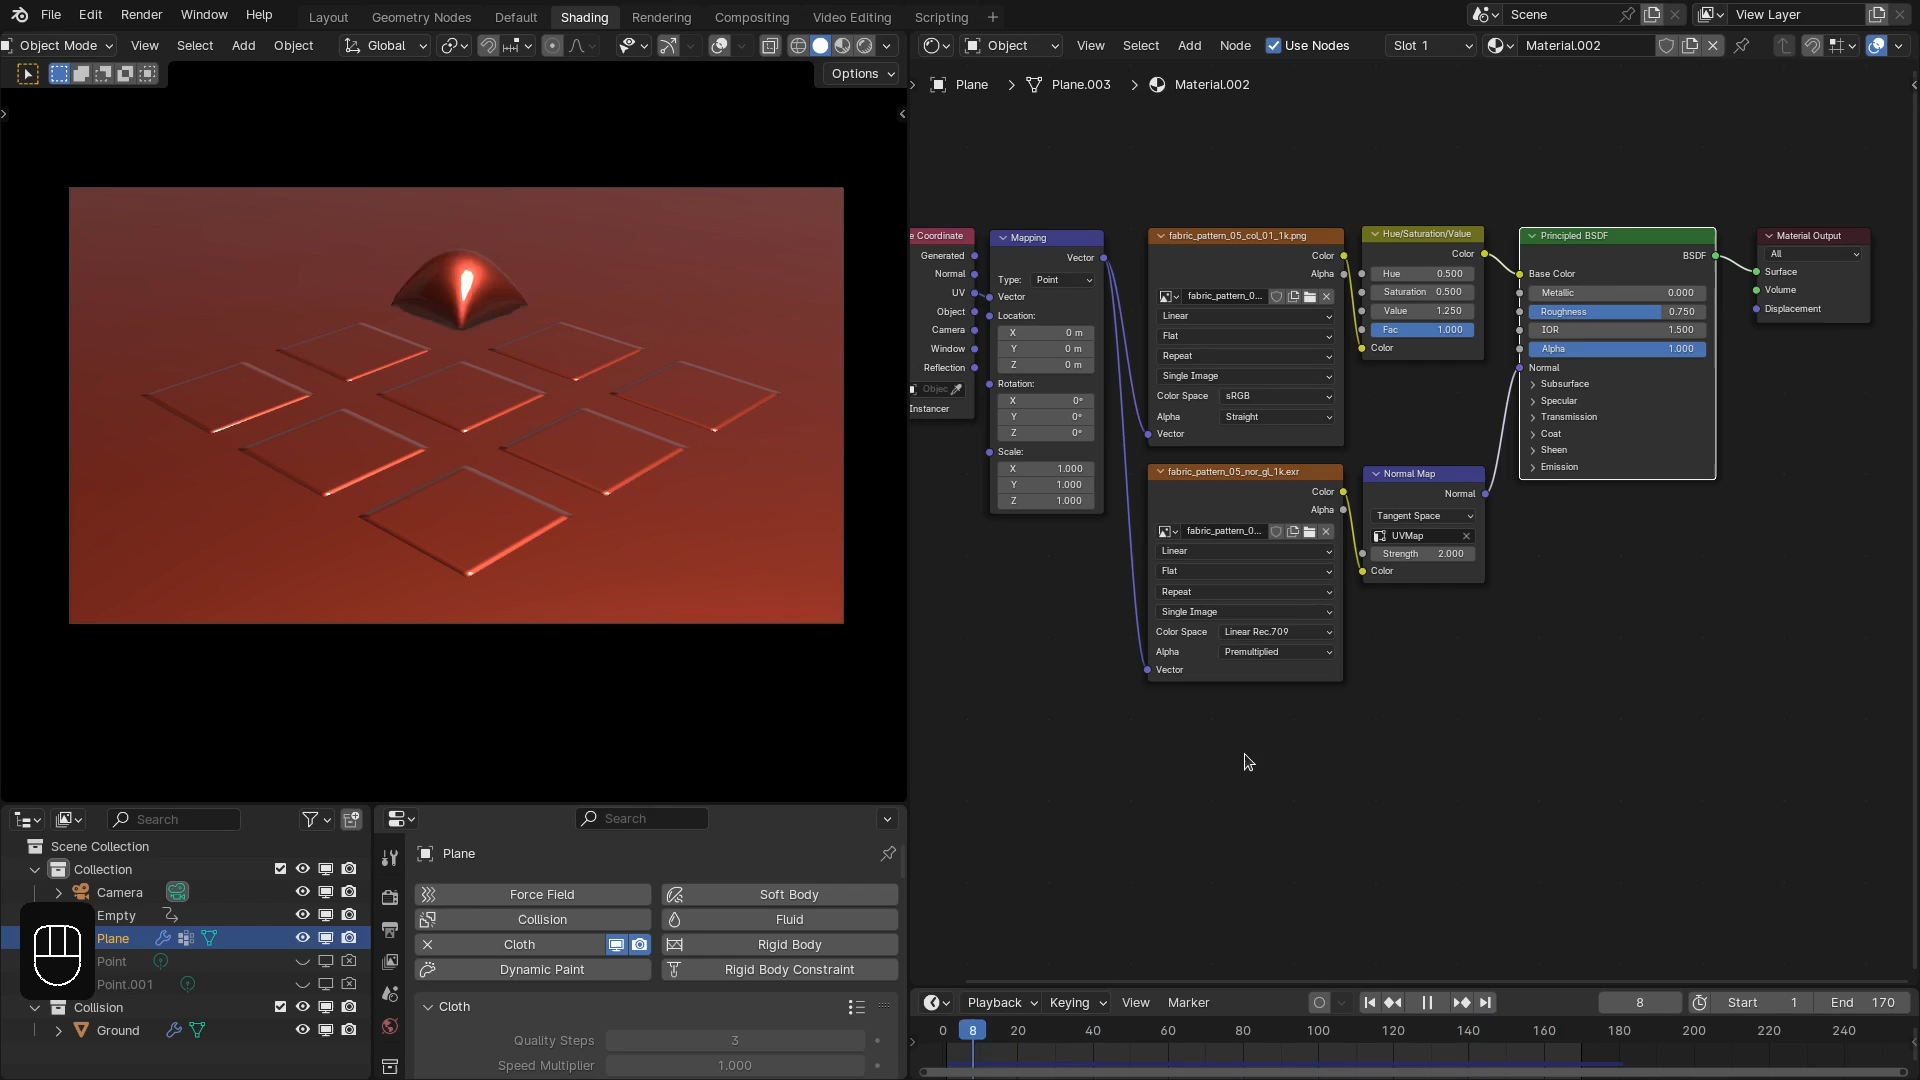 File Edit Render Window Help Layout Geometry Nodes Default Shading Rendering Compositing Video Editing Scripting + Scene View Layer
Object Mode View Select Add Object Global
Object View Select Add Node Use Nodes Slot 1 Material.002
Options
Plane > Plane.003 > Material.002
e Coordinate
Generated
Normal
UV
Object
Camera
Window
Reflection
Objec
Instancer
Mapping
Vector
Type: Point
Vector
Location:
X 0 m
Y 0 m
Z 0 m
Rotation:
X 0°
Y 0°
Z 0°
Scale:
X 1.000
Y 1.000
Z 1.000
fabric_pattern_05_col_01_1k.png
Color
Alpha
fabric_pattern_0...
Linear
Flat
Repeat
Single Image
Color Space sRGB
Alpha Straight
Vector
fabric_pattern_05_nor_gl_1k.exr
Color
Alpha
fabric_pattern_0...
Linear
Flat
Repeat
Single Image
Color Space Linear Rec.709
Alpha Premultiplied
Vector
Hue/Saturation/Value
Color
Hue 0.500
Saturation 0.500
Value 1.250
Fac 1.000
Color
Normal Map
Normal
Tangent Space
UVMap
Strength 2.000
Color
Principled BSDF
BSDF
Base Color
Metallic 0.000
Roughness 0.750
IOR 1.500
Alpha 1.000
Normal
Subsurface
Specular
Transmission
Coat
Sheen
Emission
Material Output
All
Surface
Volume
Displacement
Search
Scene Collection
Collection
Camera
Empty
Plane
Point
Point.001
Collision
Ground
Search
Plane
Force Field Soft Body
Collision Fluid
Cloth Rigid Body
Dynamic Paint Rigid Body Constraint
Cloth
Quality Steps 3
Speed Multiplier 1.000
Playback Keying View Marker 8 Start 1 End 170
0 8 20 40 60 80 100 120 140 160 180 200 220 240